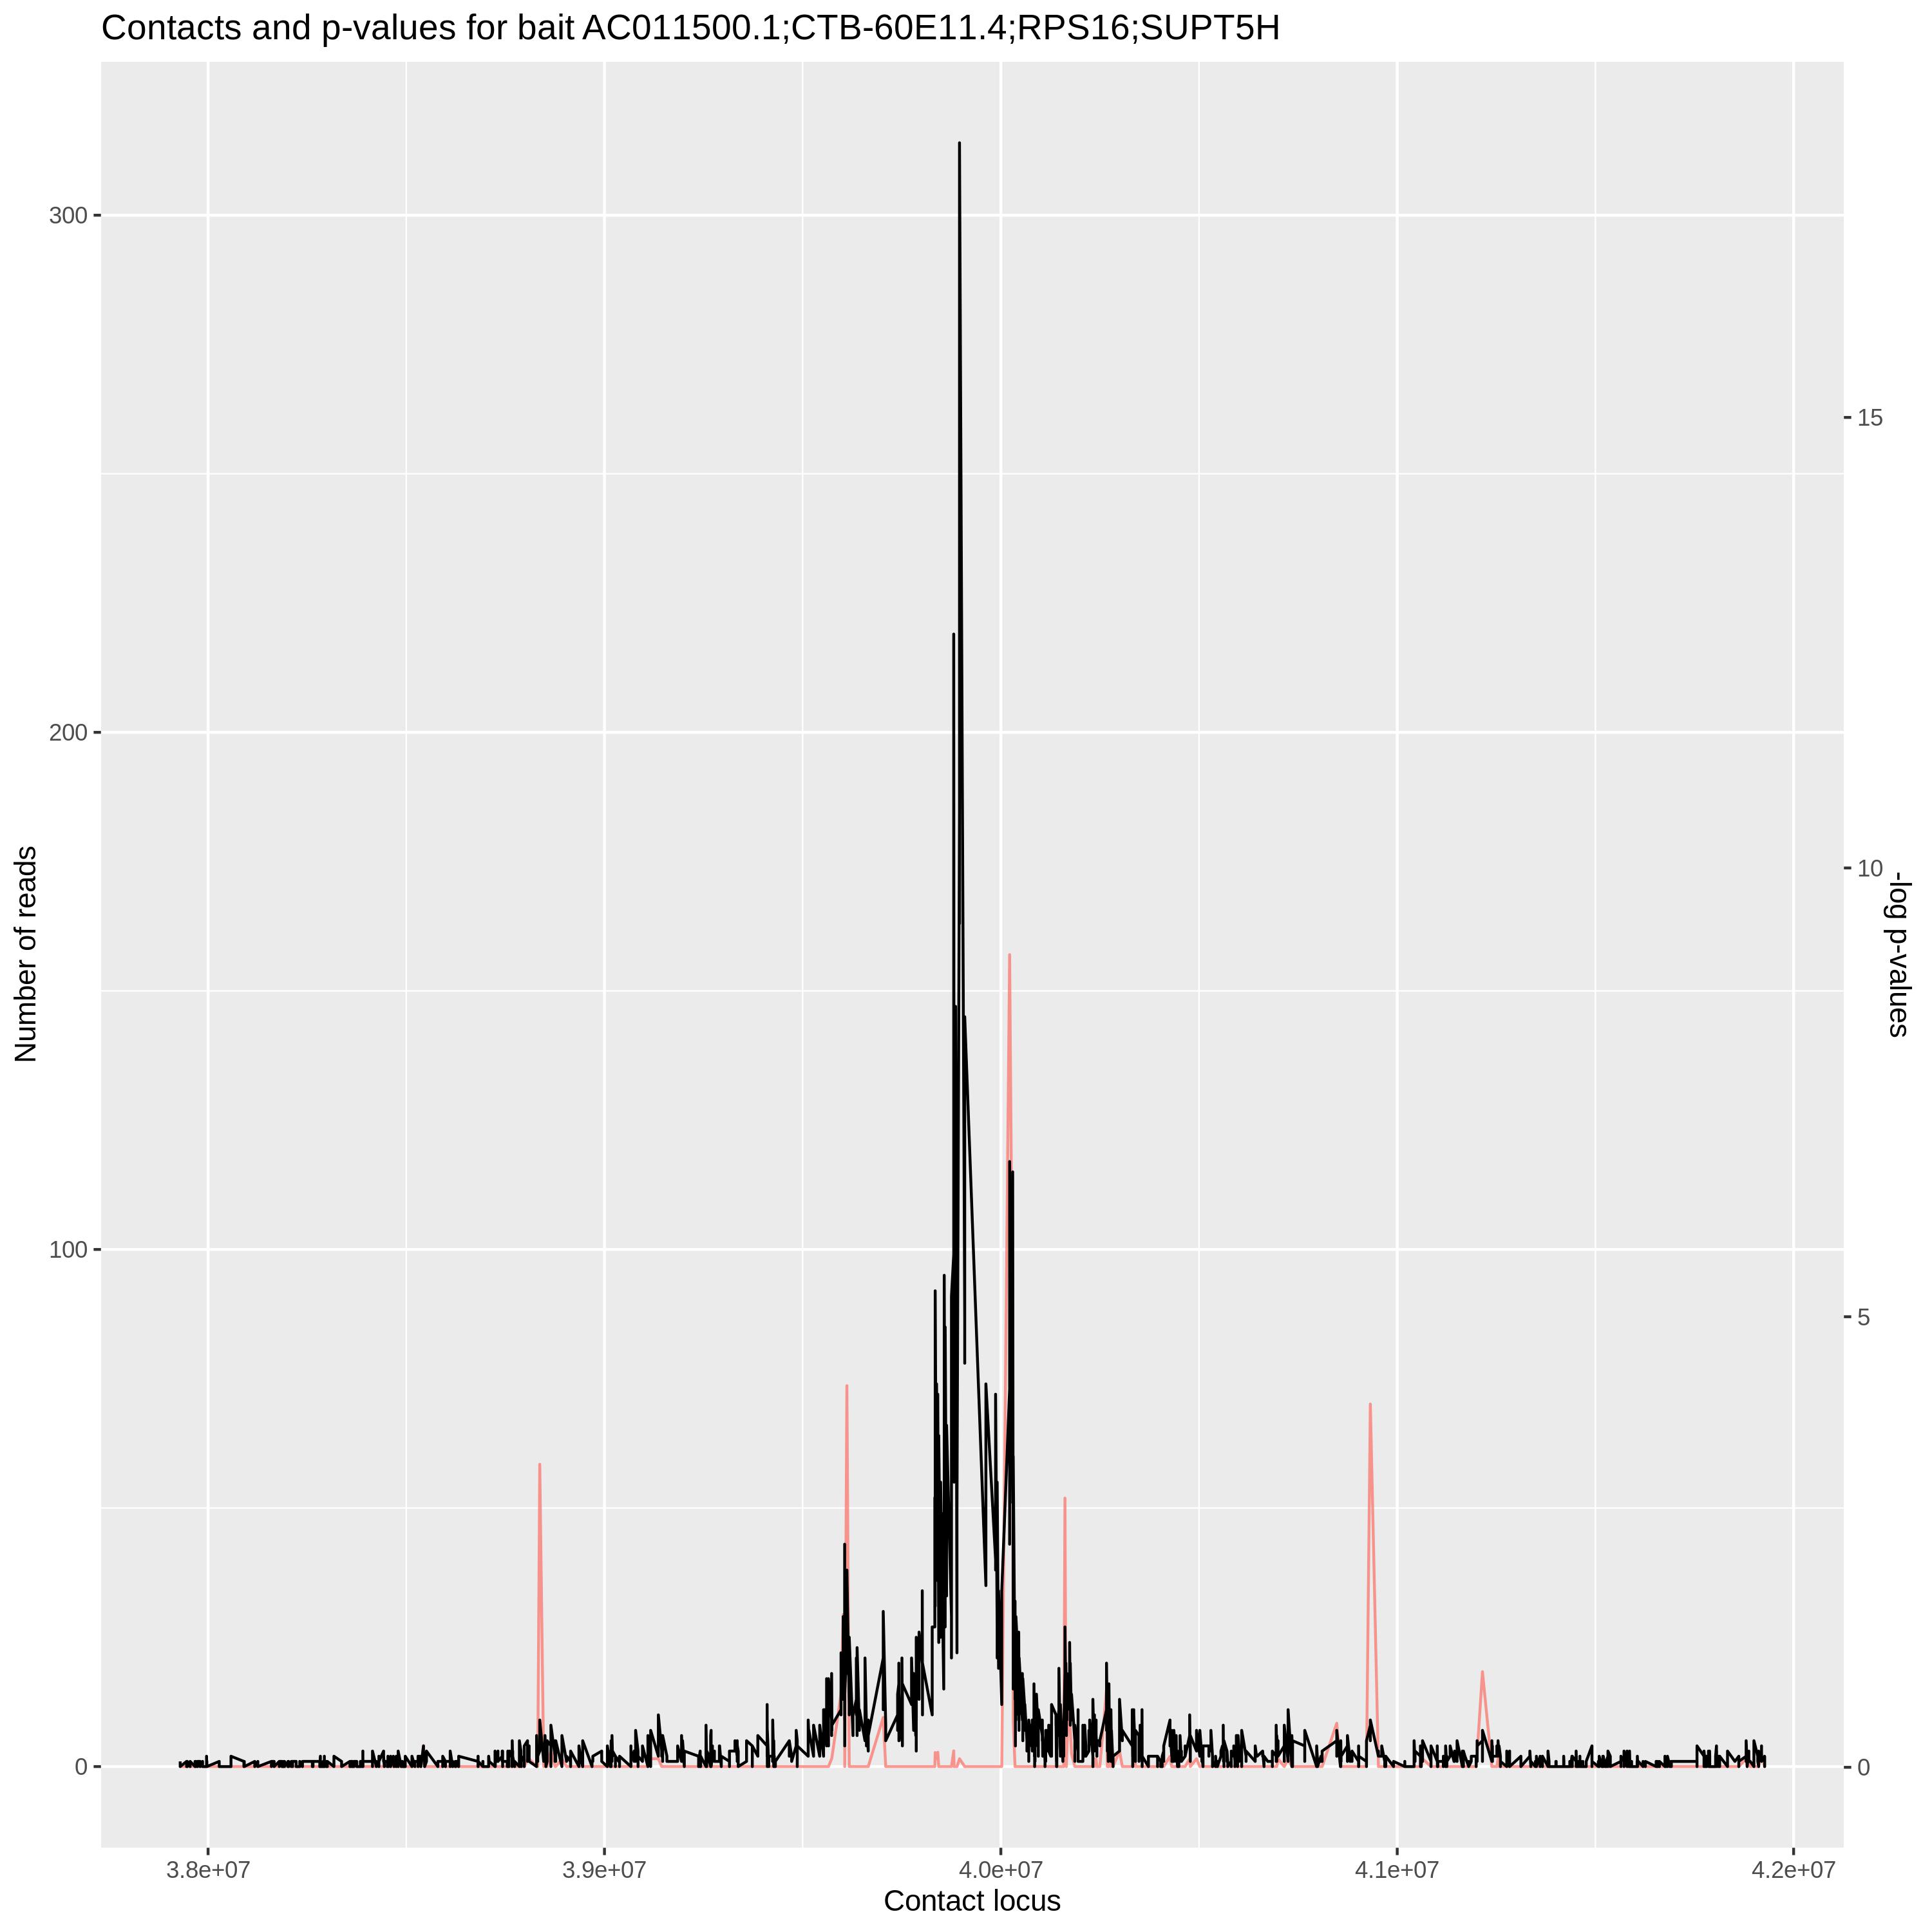 Contacts and p-values for bait AC011500.1;CTB-60E11.4;RPS16;SUPT5H
300
200
100
0
Number of reads
15
10
5
0
-log p-values
3.8e+07 3.9e+07 4.0e+07 4.1e+07 4.2e+07
Contact locus